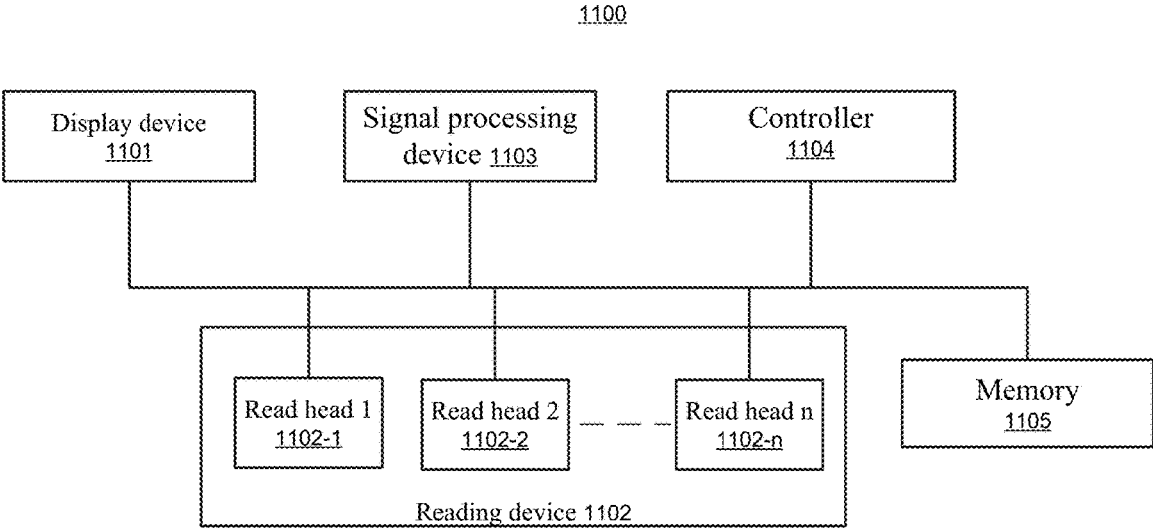 1100
Display device
1101
Signal processing
device 1103
Controller
1104
Read head 1
1102-1
Read head 2
1102-2
Read head n
1102-n
Memory
1105
Reading device 1102